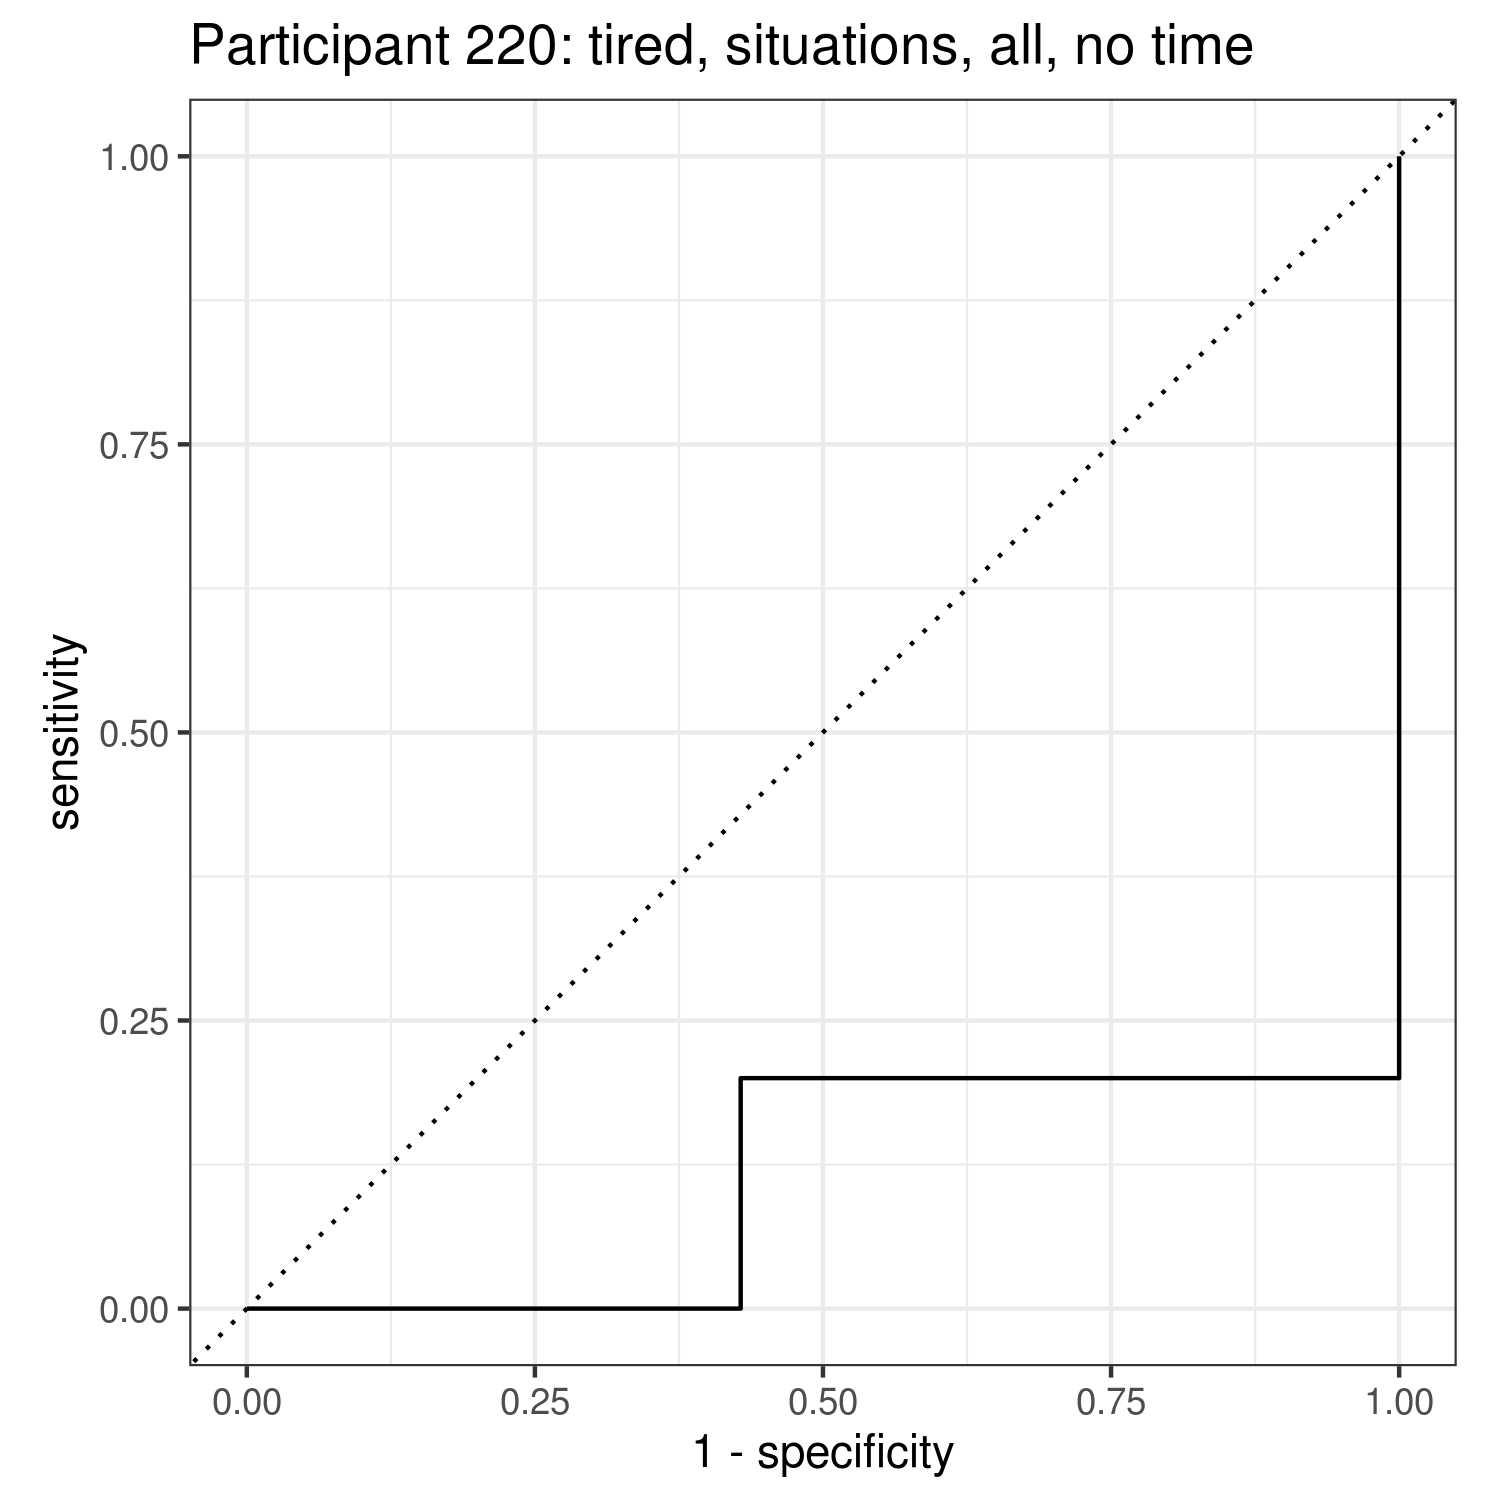 Participant 220: tired, situations, all, no time
1.00
0.75
0.50
0.25
0.00
sensitivity
0.00 0.25 0.50 0.75 1.00
1 - specificity